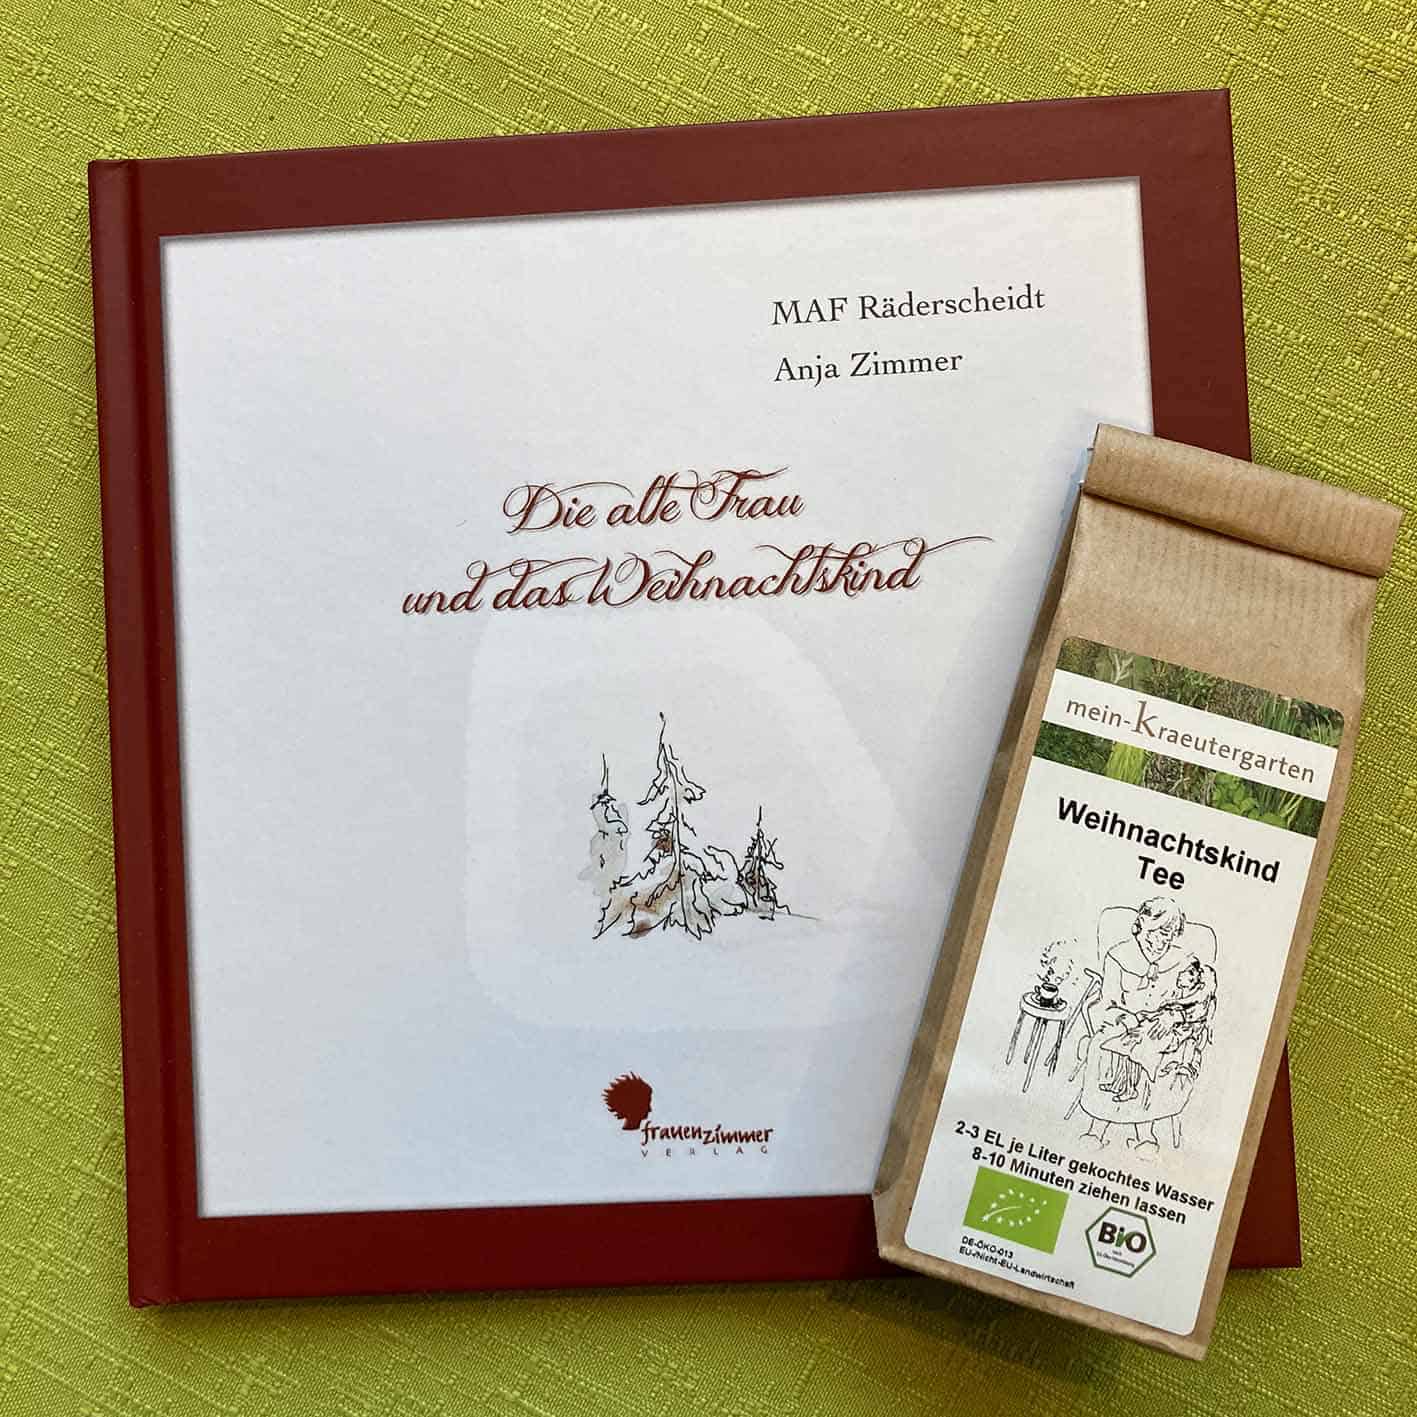 MAF Räderscheidt
Anja Zimmer
Die alte Frau
und das Weihnachtskind
frauenzimmer
VERLAG
mein-Kraeutergarten
Weihnachtskind
Tee
2-3 EL je Liter gekochtes Wasser
8-10 Minuten ziehen lassen
DE-ÖKO-013
EU-/Nicht-EU-Landwirtschaft
Bio